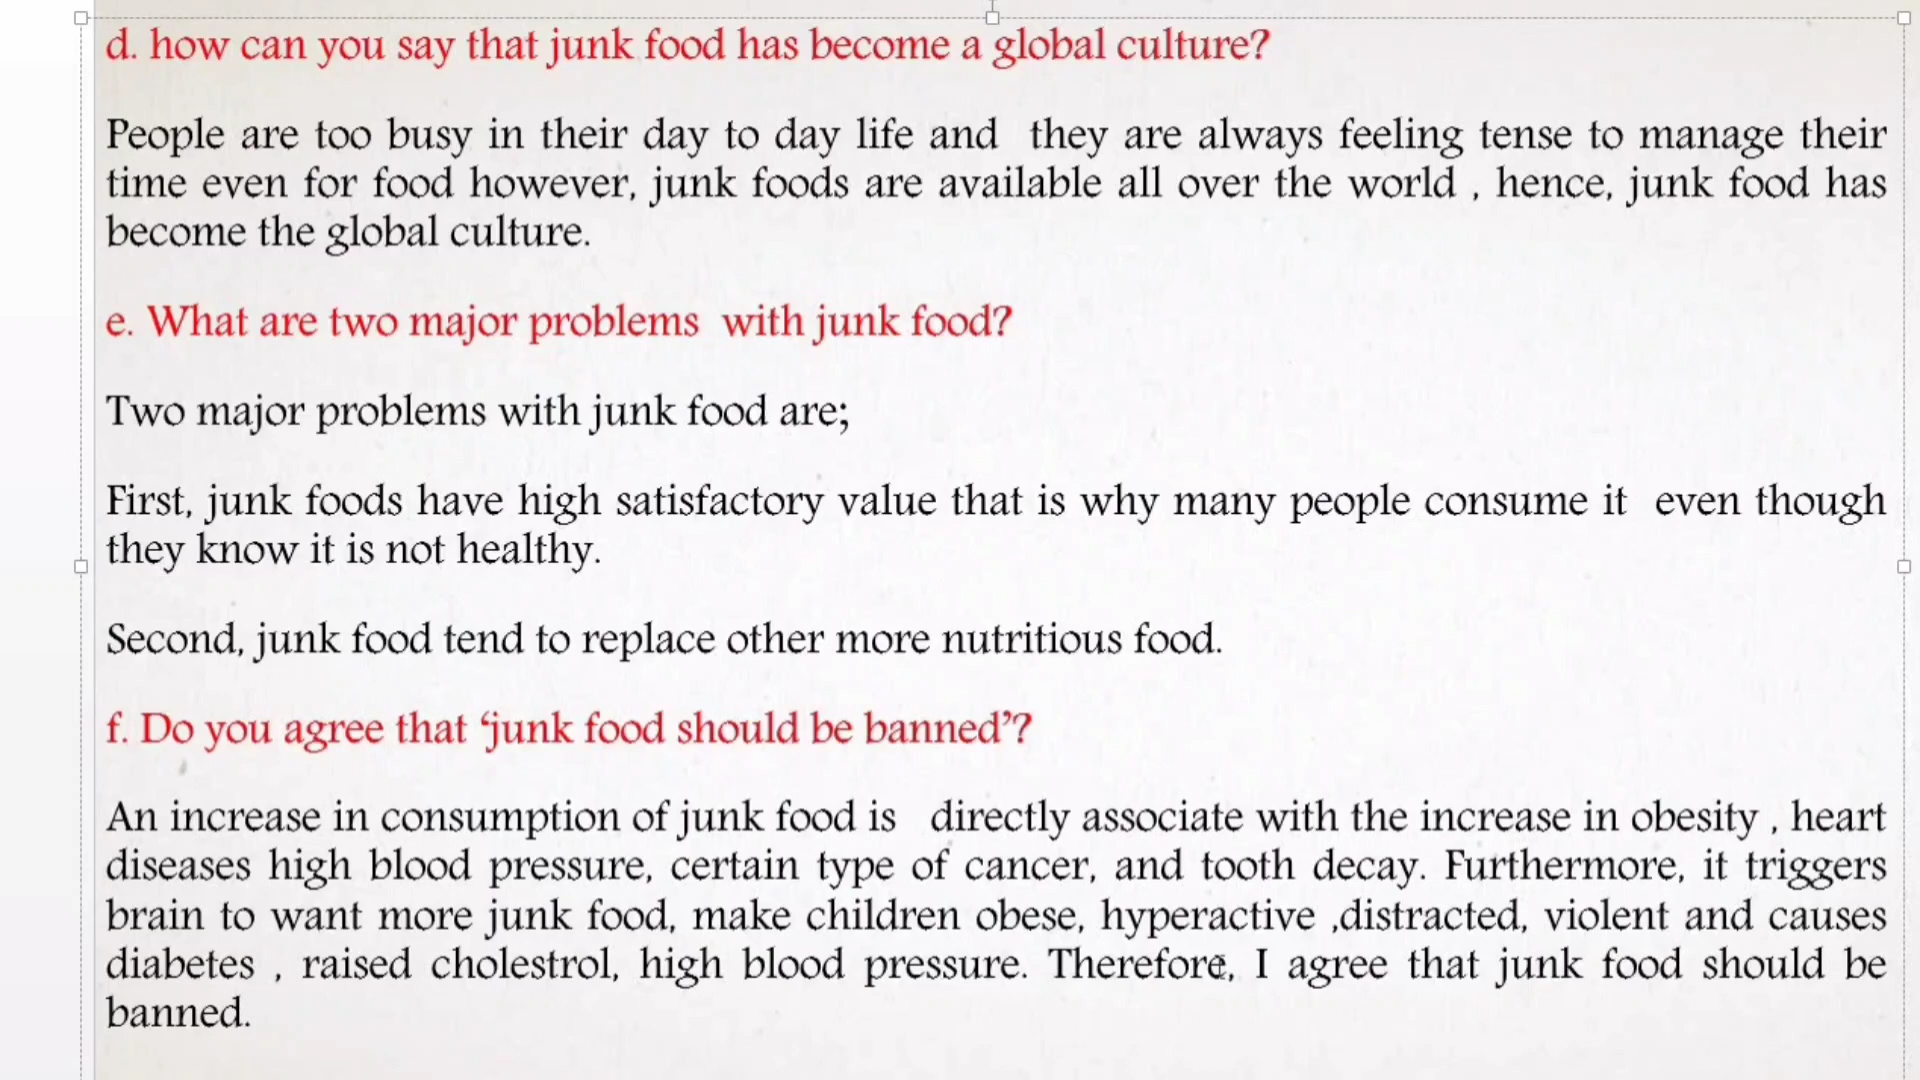 d. how can you say that junk food has become a global culture?
People are too busy in their day to day life and they are always feeling tense to manage their
time even for food however, junk foods are available all over the world , hence, junk food has
become the global culture.
e. What are two major problems with junk food?
Two major problems with junk food are;
First, junk foods have high satisfactory value that is why many people consume it even though
they know it is not healthy.
Second, junk food tend to replace other more nutritious food.
f. Do you agree that ‘junk food should be banned’?
An increase in consumption of junk food is directly associate with the increase in obesity , heart
diseases high blood pressure, certain type of cancer, and tooth decay. Furthermore, it triggers
brain to want more junk food, make children obese, hyperactive ,distracted, violent and causes
diabetes , raised cholestrol, high blood pressure. Therefore, I agree that junk food should be
banned.